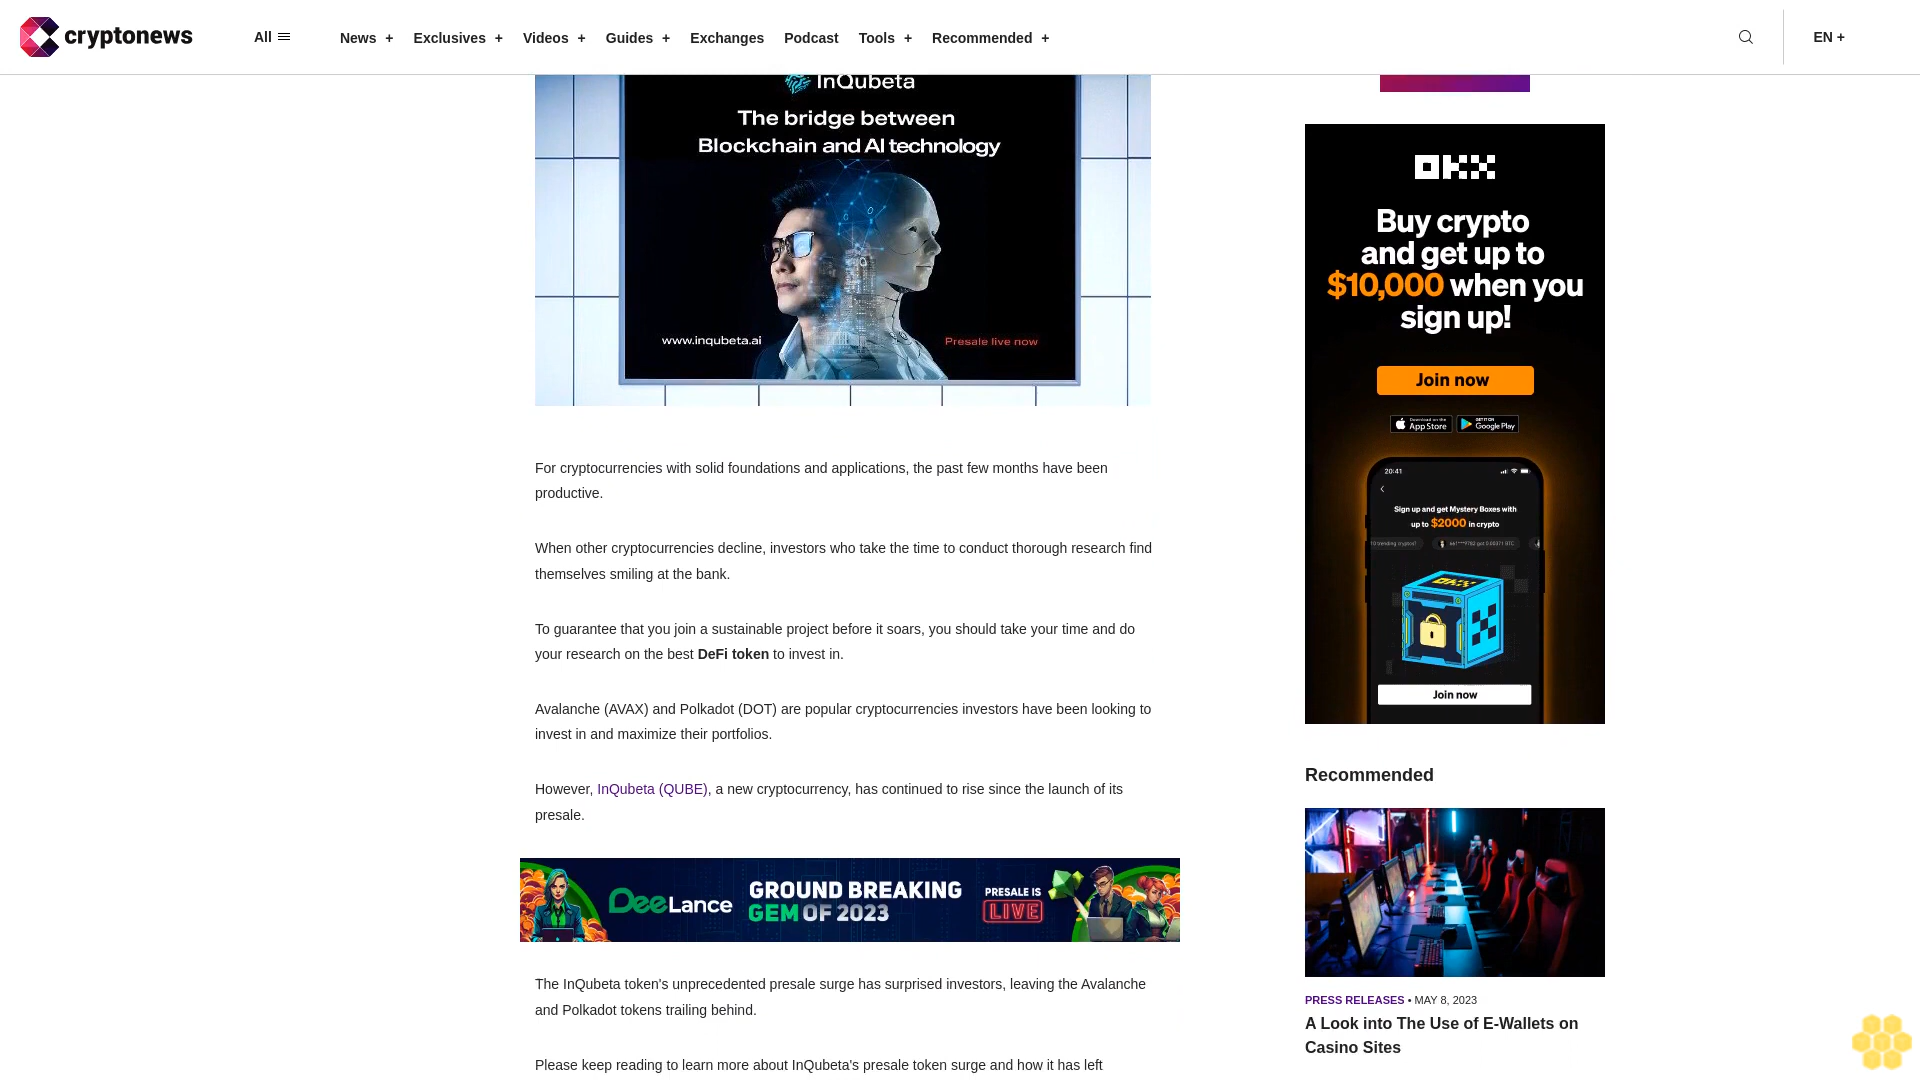 cryptonews
All
News +
Exclusives +
Videos +
Guides +
Exchanges
Podcast
Tools +
Recommended +
EN +
InQubeta
The bridge between
Blockchain and AI technology
www.inqubeta.ai
Presale live now
For cryptocurrencies with solid foundations and applications, the past few months have been
productive.
When other cryptocurrencies decline, investors who take the time to conduct thorough research find
themselves smiling at the bank.
To guarantee that you join a sustainable project before it soars, you should take your time and do
your research on the best DeFi token to invest in.
Avalanche (AVAX) and Polkadot (DOT) are popular cryptocurrencies investors have been looking to
invest in and maximize their portfolios.
However, InQubeta (QUBE), a new cryptocurrency, has continued to rise since the launch of its
presale.
DeeLance
GROUND BREAKING
GEM OF 2023
PRESALE IS
LIVE
The InQubeta token's unprecedented presale surge has surprised investors, leaving the Avalanche
and Polkadot tokens trailing behind.
Please keep reading to learn more about InQubeta's presale token surge and how it has left
OKX
Buy crypto
and get up to
$10,000 when you
sign up!
Join now
Download on the
App Store
GET IT ON
Google Play
20:41
Sign up and get Mystery Boxes with
up to $2000 in crypto
OKX
Join now
Recommended
PRESS RELEASES • MAY 8, 2023
A Look into The Use of E-Wallets on
Casino Sites